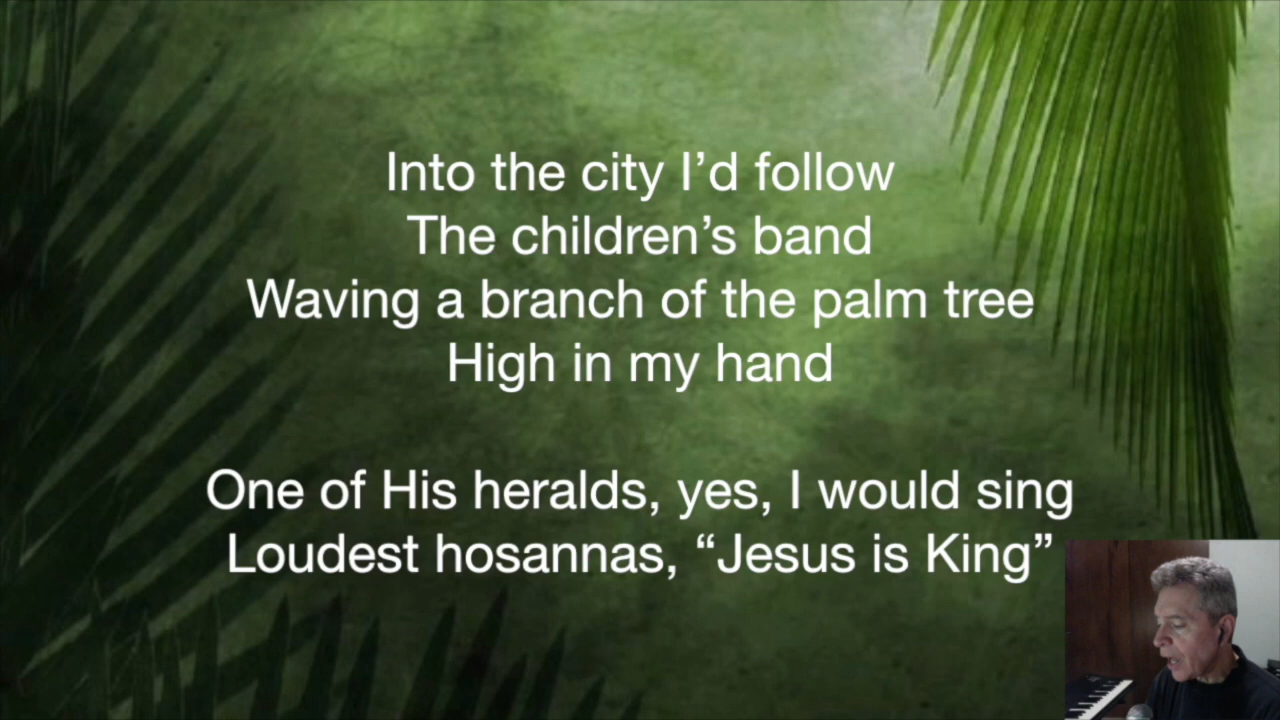 Into the city I’d follow
The children’s band
Waving a branch of the palm tree
High in my hand
One of His heralds, yes, I would sing
Loudest hosannas, “Jesus is King”